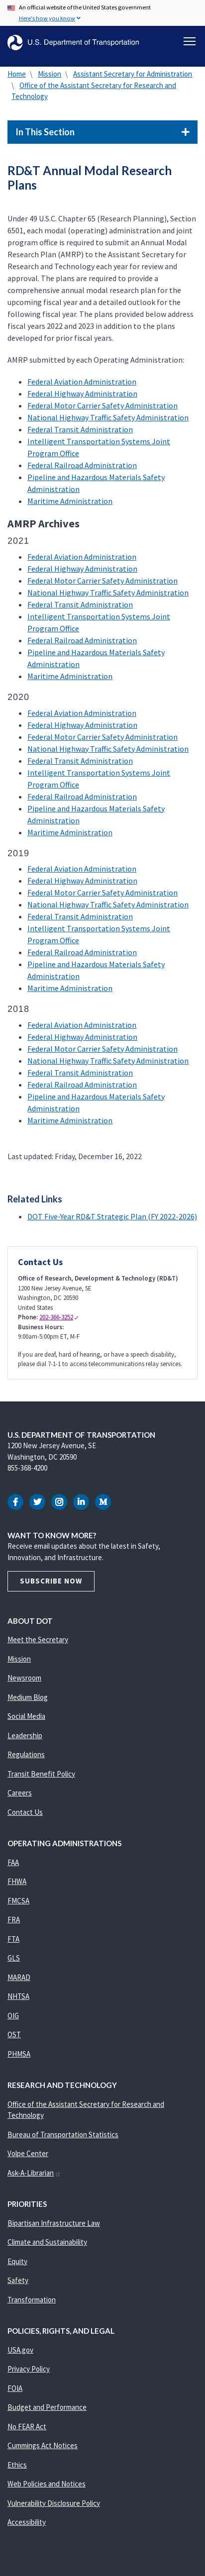 An official website of the United States government
Here's how you know
U.S. Department of Transportation
Home \ Mission \ Assistant Secretary for Administration
\ Office of the Assistant Secretary for Research and
Technology
In This Section
RD&T Annual Modal Research
Plans
Under 49 U.S.C. Chapter 65 (Research Planning), Section
6501, each modal operating administration and joint
program office is required to submit an Annual Modal
Research Plan (AMRP) to the Assistant Secretary for
Research and Technology each year for review and
approval. The AMRP is required to provide a
comprehensive annual modal research plan for the
upcoming fiscal year and a detailed outlook for the
following fiscal year. This listing reflects the collections
of fiscal years 2022 and 2023 in addition to the plans
developed for prior fiscal years.
AMRP submitted by each Operating Administration:
Federal Aviation Administration
Federal Highway Administration
Federal Motor Carrier Safety Administration
National Highway Traffic Safety Administration
Federal Transit Administration
Intelligent Transportation Systems Joint
Program Office
Federal Railroad Administration
Pipeline and Hazardous Materials Safety
Administration
Maritime Administration
AMRP Archives
2021
Federal Aviation Administration
Federal Highway Administration
Federal Motor Carrier Safety Administration
National Highway Traffic Safety Administration
Federal Transit Administration
Intelligent Transportation Systems Joint
Program Office
Federal Railroad Administration
Pipeline and Hazardous Materials Safety
Administration
Maritime Administration
2020
Federal Aviation Administration
Federal Highway Administration
Federal Motor Carrier Safety Administration
National Highway Traffic Safety Administration
Federal Transit Administration
Intelligent Transportation Systems Joint
Program Office
Federal Railroad Administration
Pipeline and Hazardous Materials Safety
Administration
Maritime Administration
2019
Federal Aviation Administration
Federal Highway Administration
Federal Motor Carrier Safety Administration
National Highway Traffic Safety Administration
Federal Transit Administration
Intelligent Transportation Systems Joint
Program Office
Federal Railroad Administration
Pipeline and Hazardous Materials Safety
Administration
Maritime Administration
2018
Federal Aviation Administration
Federal Highway Administration
Federal Motor Carrier Safety Administration
National Highway Traffic Safety Administration
Federal Transit Administration
Federal Railroad Administration
Pipeline and Hazardous Materials Safety
Administration
Maritime Administration
Last updated: Friday, December 16, 2022
Related Links
DOT Five-Year RD&T Strategic Plan (FY 2022-2026)
Contact Us
Office of Research, Development & Technology (RD&T)
1200 New Jersey Avenue, SE
Washington, DC 20590
United States
Phone: 202-366-3252
Business Hours:
9:00am-5:00pm ET, M-F
If you are deaf, hard of hearing, or have a speech disability,
please dial 7-1-1 to access telecommunications relay services.
U.S. DEPARTMENT OF TRANSPORTATION
1200 New Jersey Avenue, SE
Washington, DC 20590
855-368-4200
WANT TO KNOW MORE?
Receive email updates about the latest in Safety,
Innovation, and Infrastructure.
SUBSCRIBE NOW
ABOUT DOT
Meet the Secretary
Mission
Newsroom
Medium Blog
Social Media
Leadership
Regulations
Transit Benefit Policy
Careers
Contact Us
OPERATING ADMINISTRATIONS
FAA
FHWA
FMCSA
FRA
FTA
GLS
MARAD
NHTSA
OIG
OST
PHMSA
RESEARCH AND TECHNOLOGY
Office of the Assistant Secretary for Research and
Technology
Bureau of Transportation Statistics
Volpe Center
Ask-A-Librarian
PRIORITIES
Bipartisan Infrastructure Law
Climate and Sustainability
Equity
Safety
Transformation
POLICIES, RIGHTS, AND LEGAL
USA.gov
Privacy Policy
FOIA
Budget and Performance
No FEAR Act
Cummings Act Notices
Ethics
Web Policies and Notices
Vulnerability Disclosure Policy
Accessibility